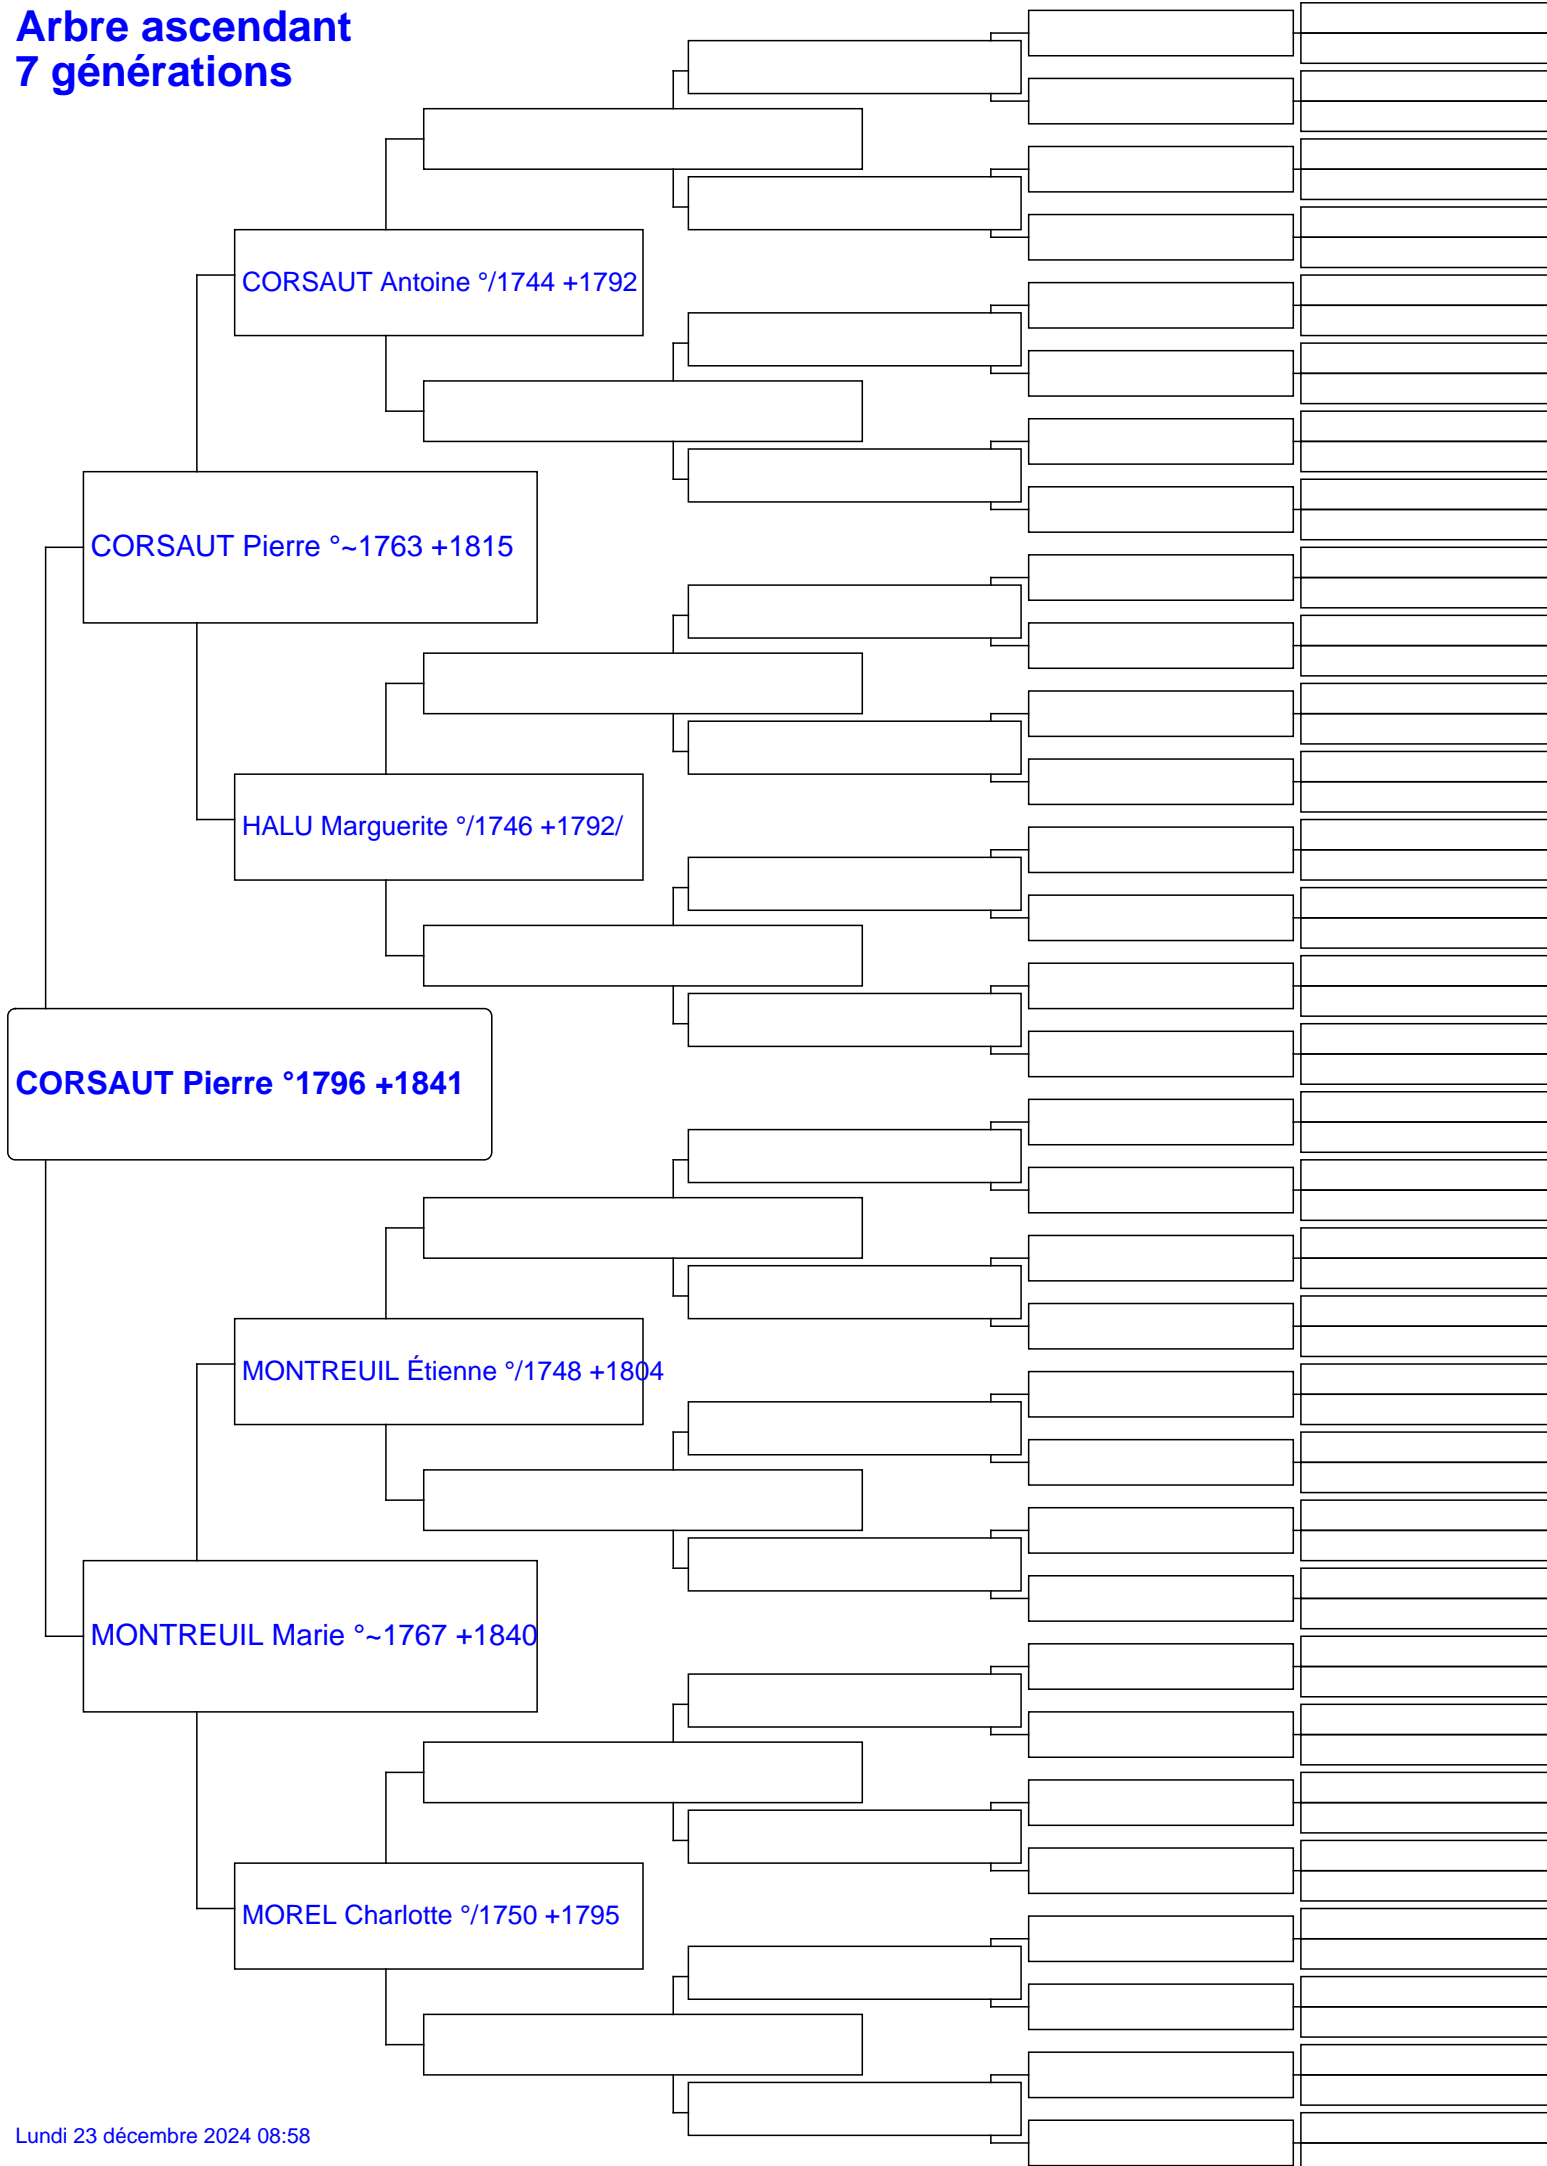 Arbre ascendant
7 générations
CORSAUT Antoine °/1744 +1792
CORSAUT Pierre °~1763 +1815
HALU Marguerite °/1746 +1792/
CORSAUT Pierre °1796 +1841
MONTREUIL Étienne °/1748 +1804
MONTREUIL Marie °~1767 +1840
MOREL Charlotte °/1750 +1795
Lundi 23 décembre 2024 08:58